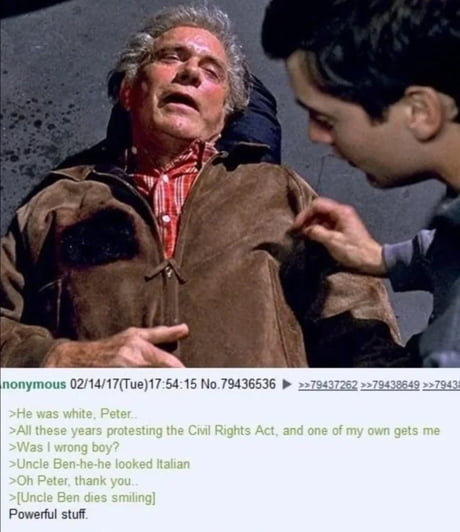 Anonymous 02/14/17(Tue)17:54:15 No.79436536 ▶ >>79437262 >>79438649 >>79438
>He was white, Peter..
>All these years protesting the Civil Rights Act, and one of my own gets me
>Was I wrong boy?
>Uncle Ben-he-he looked Italian
>Oh Peter, thank you..
>[Uncle Ben dies smiling]
Powerful stuff.